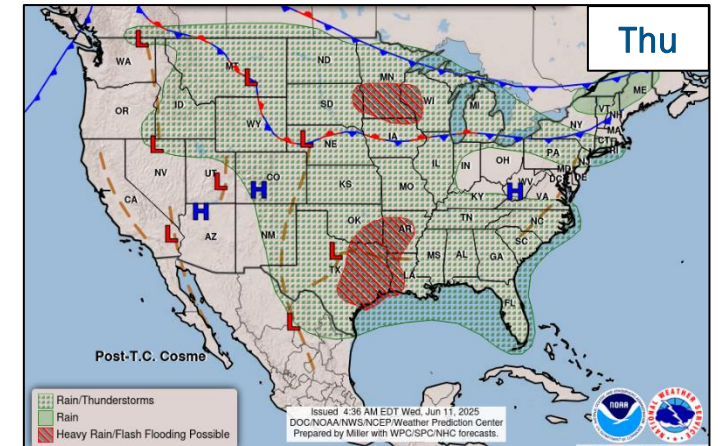 Thu
L
WA
MT
ND
MN
L
ME
OR
ID
SD
WI
MI
VT
NH
WY
NY
MA
L
L
NE
IA
CT
RI
PA
NV
UT
CO
IL
IN
OH
NJ
L
H
KS
MO
WV
MD
DE
DC
H
VA
CA
KY
H
OK
AR
TN
NC
L
AZ
NM
SC
L
TX
MS
AL
GA
LA
L
FL
Post-T.C. Cosme
Rain/Thunderstorms
Rain
Heavy Rain/Flash Flooding Possible
Issued 4:36 AM EDT Wed, Jun 11, 2025
DOC/NOAA/NWS/NCEP/Weather Prediction Center
Prepared by Miller with WPC/SPC/NHC forecasts.
NOAA
NATIONAL WEATHER SERVICE